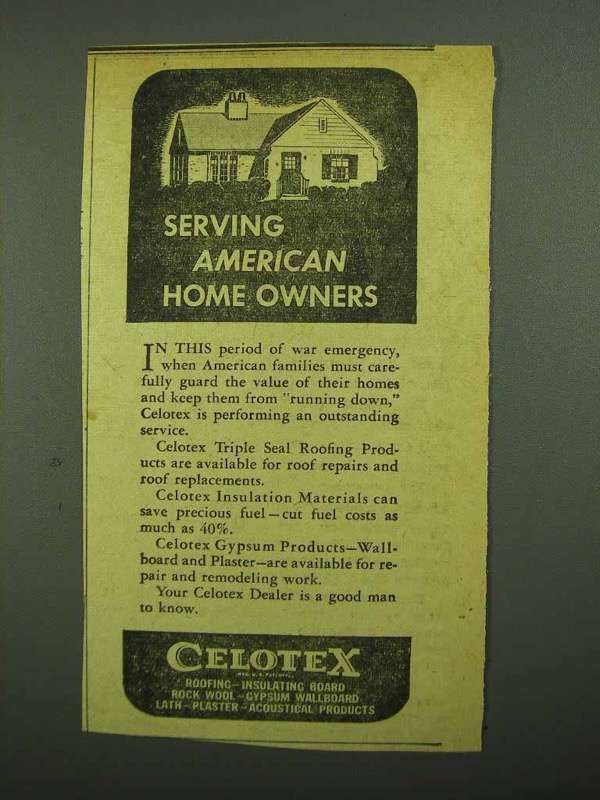 SERVING
AMERICAN
HOME OWNERS
IN THIS period of war emergency,
when American families must care-
fully guard the value of their homes
and keep them from "running down,"
Celotex is performing an outstanding
service.
Celotex Triple Seal Roofing Prod-
ucts are available for roof repairs and
roof replacements.
Celotex Insulation Materials can
save precious fuel—cut fuel costs as
much as 40%.
Celotex Gypsum Products—Wall-
board and Plaster—are available for re-
pair and remodeling work.
Your Celotex Dealer is a good man
to know.
CELOTEX
REG. U. S. PAT. OFF.
ROOFING—INSULATING BOARD
ROCK WOOL—GYPSUM WALLBOARD
LATH—PLASTER—ACOUSTICAL PRODUCTS